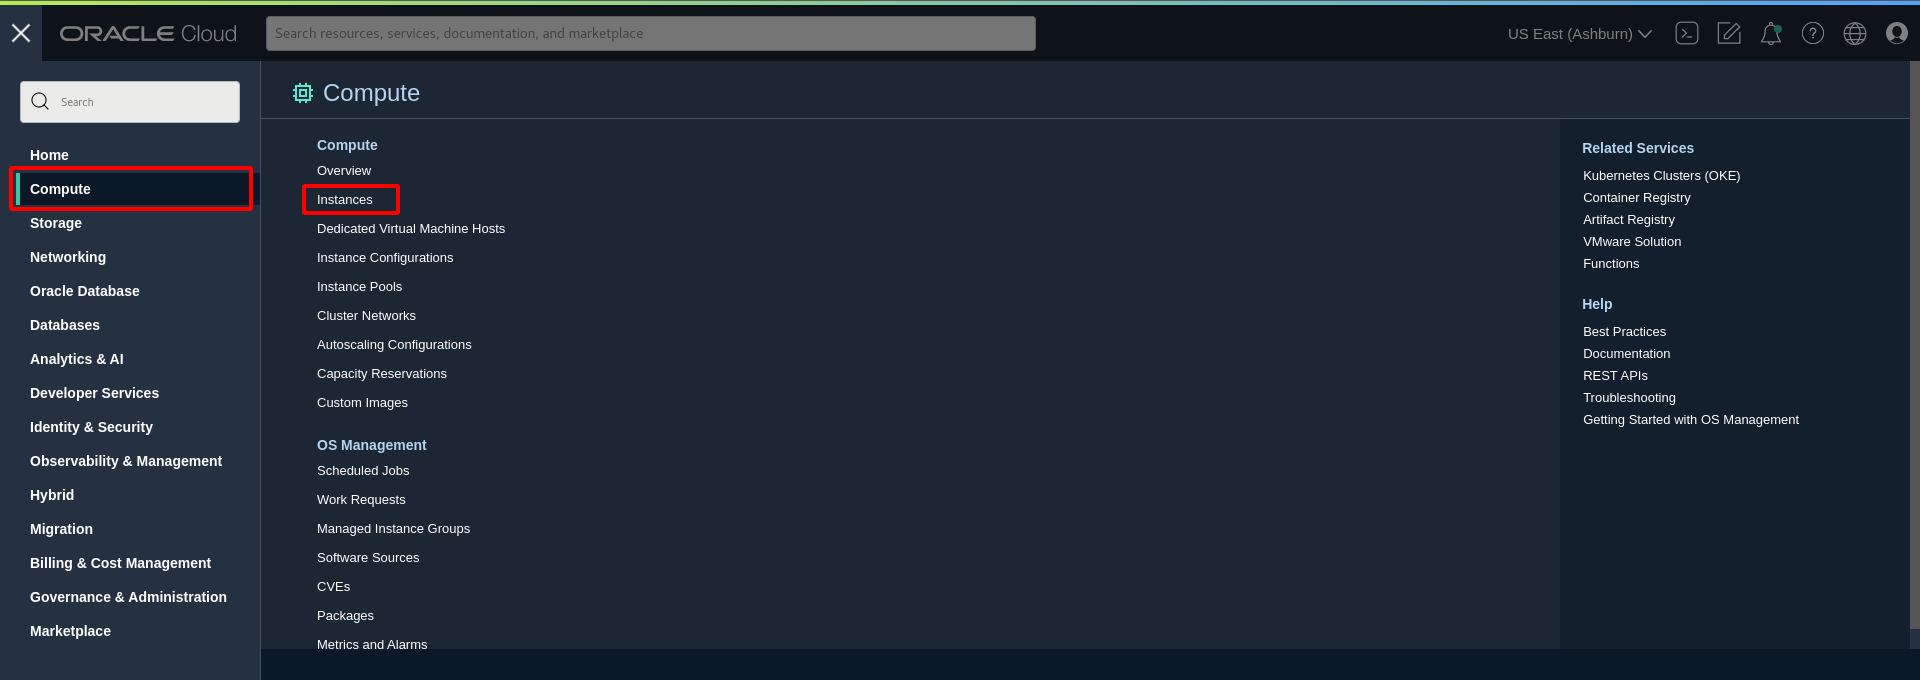 ORACLE Cloud
Search resources, services, documentation, and marketplace
US East (Ashburn)
Search
Home
Compute
Storage
Networking
Oracle Database
Databases
Analytics & AI
Developer Services
Identity & Security
Observability & Management
Hybrid
Migration
Billing & Cost Management
Governance & Administration
Marketplace
Compute
Compute
Overview
Instances
Dedicated Virtual Machine Hosts
Instance Configurations
Instance Pools
Cluster Networks
Autoscaling Configurations
Capacity Reservations
Custom Images
OS Management
Scheduled Jobs
Work Requests
Managed Instance Groups
Software Sources
CVEs
Packages
Metrics and Alarms
Related Services
Kubernetes Clusters (OKE)
Container Registry
Artifact Registry
VMware Solution
Functions
Help
Best Practices
Documentation
REST APIs
Troubleshooting
Getting Started with OS Management